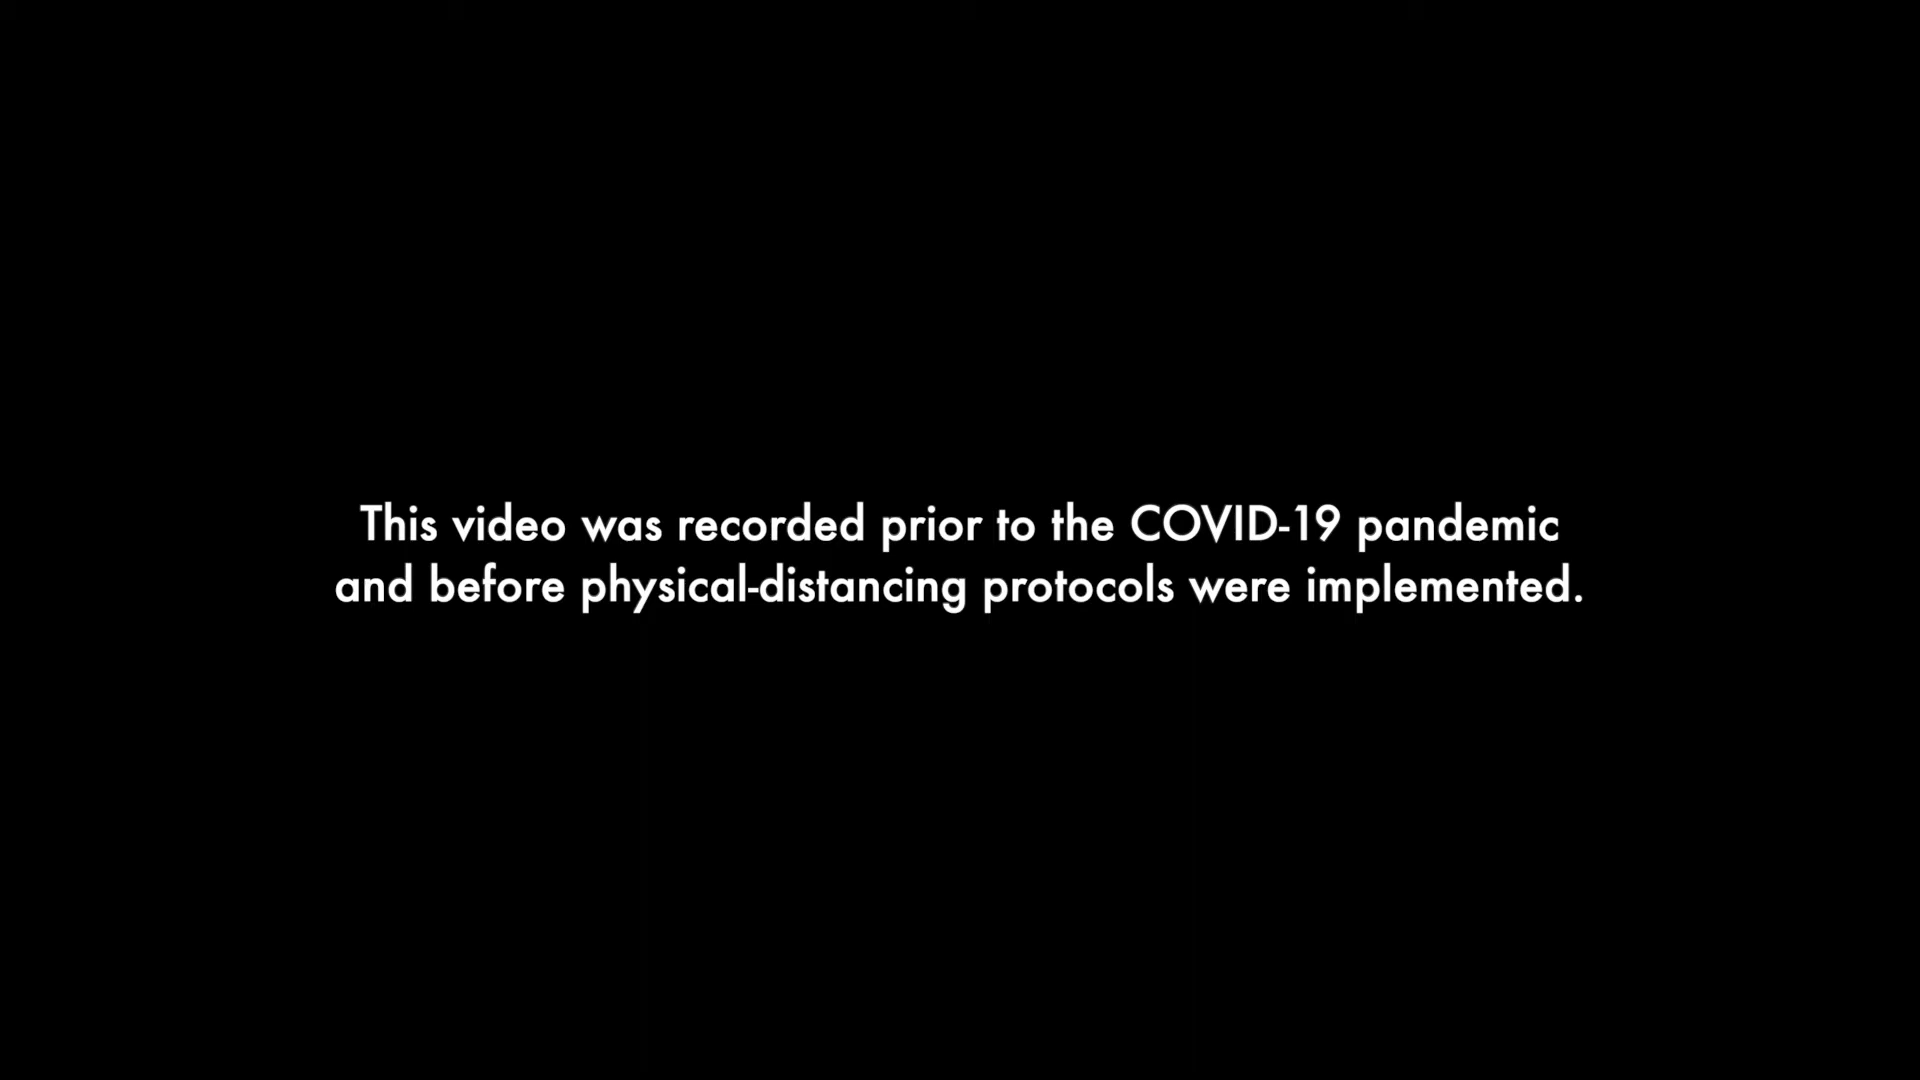 This video was recorded prior to the COVID-19 pandemic
and before physical-distancing protocols were implemented.